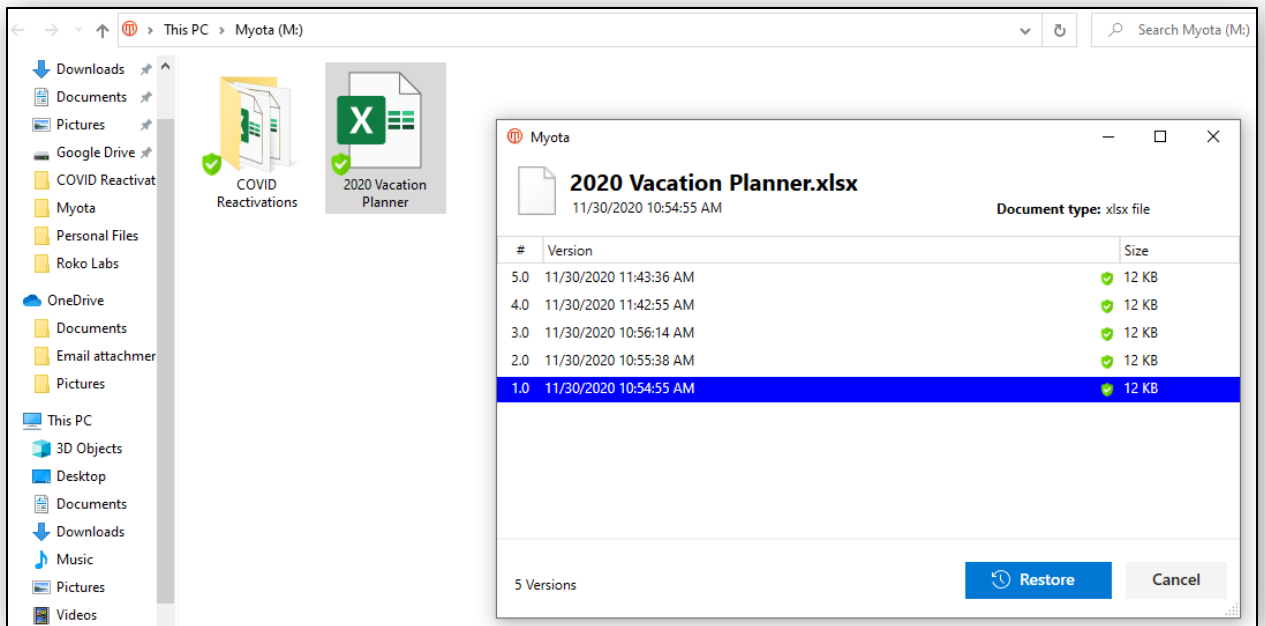 This PC > Myota (M:)
Search Myota (M:)
Downloads
Documents
Pictures
Google Drive
COVID Reactivat
Myota
Personal Files
Roko Labs
OneDrive
Documents
Email attachmer
Pictures
This PC
3D Objects
Desktop
Documents
Downloads
Music
Pictures
Videos
COVID
Reactivations
2020 Vacation
Planner
Myota
2020 Vacation Planner.xlsx
11/30/2020 10:54:55 AM
Document type: xlsx file
# Version Size
5.0 11/30/2020 11:43:36 AM 12 KB
4.0 11/30/2020 11:42:55 AM 12 KB
3.0 11/30/2020 10:56:14 AM 12 KB
2.0 11/30/2020 10:55:38 AM 12 KB
1.0 11/30/2020 10:54:55 AM 12 KB
5 Versions
Restore
Cancel